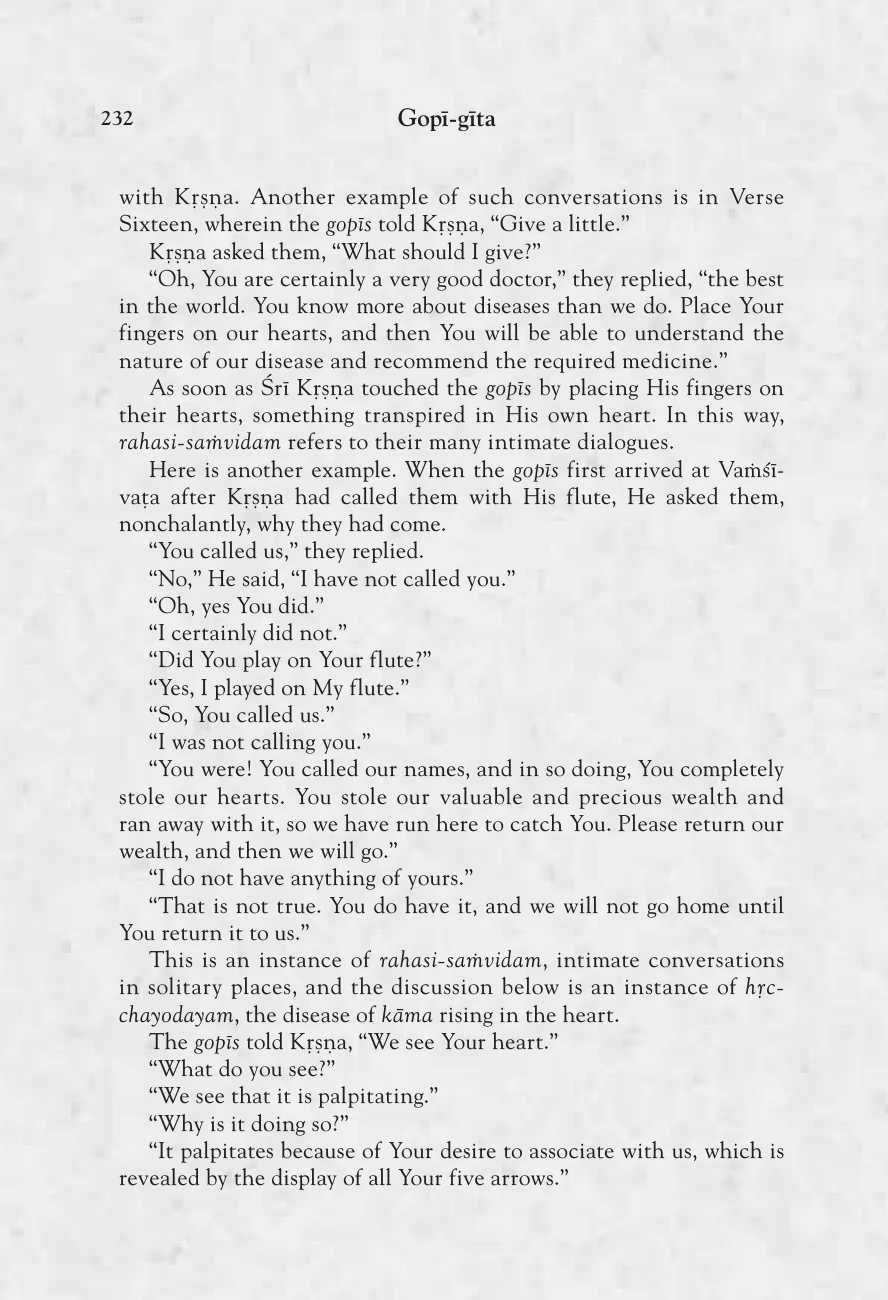 232
Gopī-gīta
with Kṛṣṇa. Another example of such conversations is in Verse
Sixteen, wherein the gopīs told Kṛṣṇa, “Give a little.”
Kṛṣṇa asked them, “What should I give?”
“Oh, You are certainly a very good doctor,” they replied, “the best
in the world. You know more about diseases than we do. Place Your
fingers on our hearts, and then You will be able to understand the
nature of our disease and recommend the required medicine.”
As soon as Śrī Kṛṣṇa touched the gopīs by placing His fingers on
their hearts, something transpired in His own heart. In this way,
rahasi-saṁvidam refers to their many intimate dialogues.
Here is another example. When the gopīs first arrived at Vaṁśī-
vaṭa after Kṛṣṇa had called them with His flute, He asked them,
nonchalantly, why they had come.
“You called us,” they replied.
“No,” He said, “I have not called you.”
“Oh, yes You did.”
“I certainly did not.”
“Did You play on Your flute?”
“Yes, I played on My flute.”
“So, You called us.”
“I was not calling you.”
“You were! You called our names, and in so doing, You completely
stole our hearts. You stole our valuable and precious wealth and
ran away with it, so we have run here to catch You. Please return our
wealth, and then we will go.”
“I do not have anything of yours.”
“That is not true. You do have it, and we will not go home until
You return it to us.”
This is an instance of rahasi-saṁvidam, intimate conversations
in solitary places, and the discussion below is an instance of hṛc-
chayodayam, the disease of kāma rising in the heart.
The gopīs told Kṛṣṇa, “We see Your heart.”
“What do you see?”
“We see that it is palpitating.”
“Why is it doing so?”
“It palpitates because of Your desire to associate with us, which is
revealed by the display of all Your five arrows.”